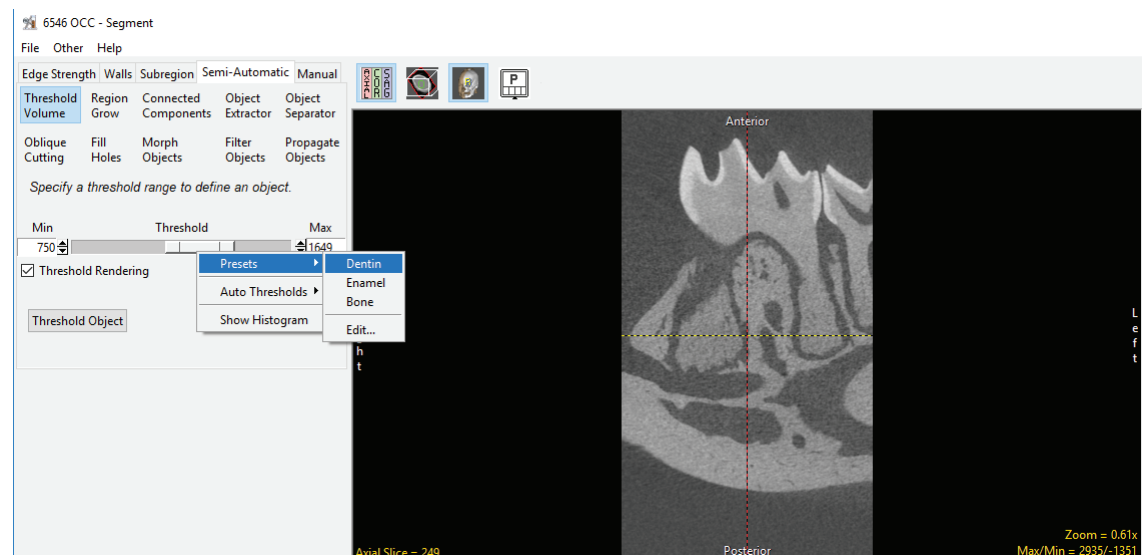 6546 OCC - Segment
File Other Help
Edge Strength Walls Subregion Semi-Automatic Manual
Threshold Volume
Region Grow
Connected Components
Object Extractor
Object Separator
Oblique Cutting
Fill Holes
Morph Objects
Filter Objects
Propagate Objects
Specify a threshold range to define an object.
Min Threshold Max
750 1649
Threshold Rendering
Threshold Object
Presets
Auto Thresholds
Show Histogram
Dentin
Enamel
Bone
Edit...
AXIAL COR SAG
P
Anterior
h
t
L
e
f
t
Axial Slice = 249
Posterior
Zoom = 0.61x
Max/Min = 2935/-1351